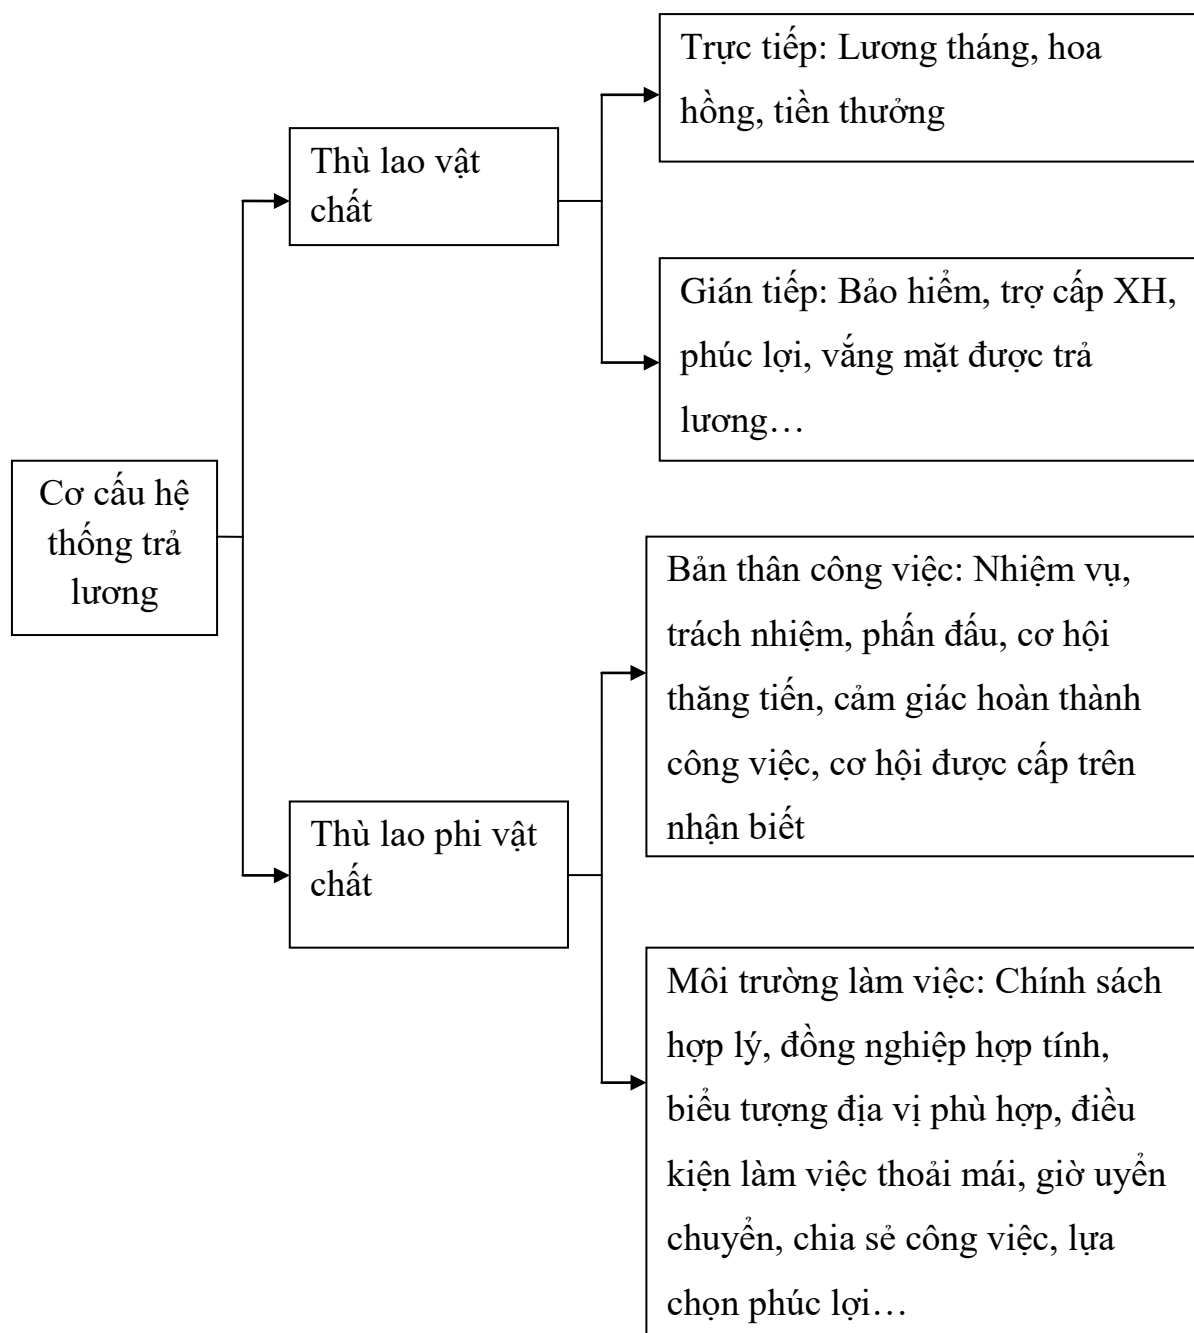 Trực tiếp: Lương tháng, hoa
hồng, tiền thưởng
Thù lao vật
chất
Gián tiếp: Bảo hiểm, trợ cấp XH,
phúc lợi, vắng mặt được trả
lương…
Cơ cấu hệ
thống trả
lương
Bản thân công việc: Nhiệm vụ,
trách nhiệm, phấn đấu, cơ hội
thăng tiến, cảm giác hoàn thành
công việc, cơ hội được cấp trên
nhận biết
Thù lao phi vật
chất
Môi trường làm việc: Chính sách
hợp lý, đồng nghiệp hợp tính,
biểu tượng địa vị phù hợp, điều
kiện làm việc thoải mái, giờ uyển
chuyển, chia sẻ công việc, lựa
chọn phúc lợi…